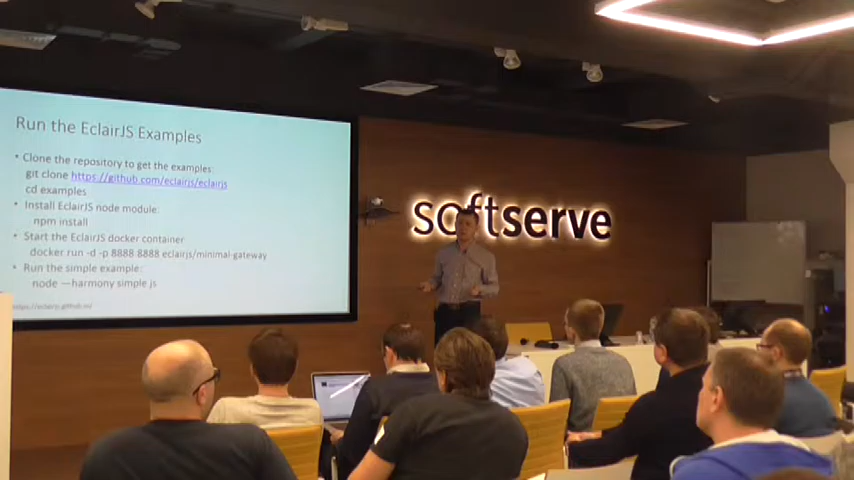 Run the EclairJS Examples
• Clone the repository to get the examples:
git clone https://github.com/eclairjs/eclairjs
cd examples
• Install EclairJS node module:
npm install
• Start the EclairJS docker container
docker run -d -p 8888:8888 eclairjs/minimal-gateway
• Run the simple example:
node —harmony simple.js
softserve